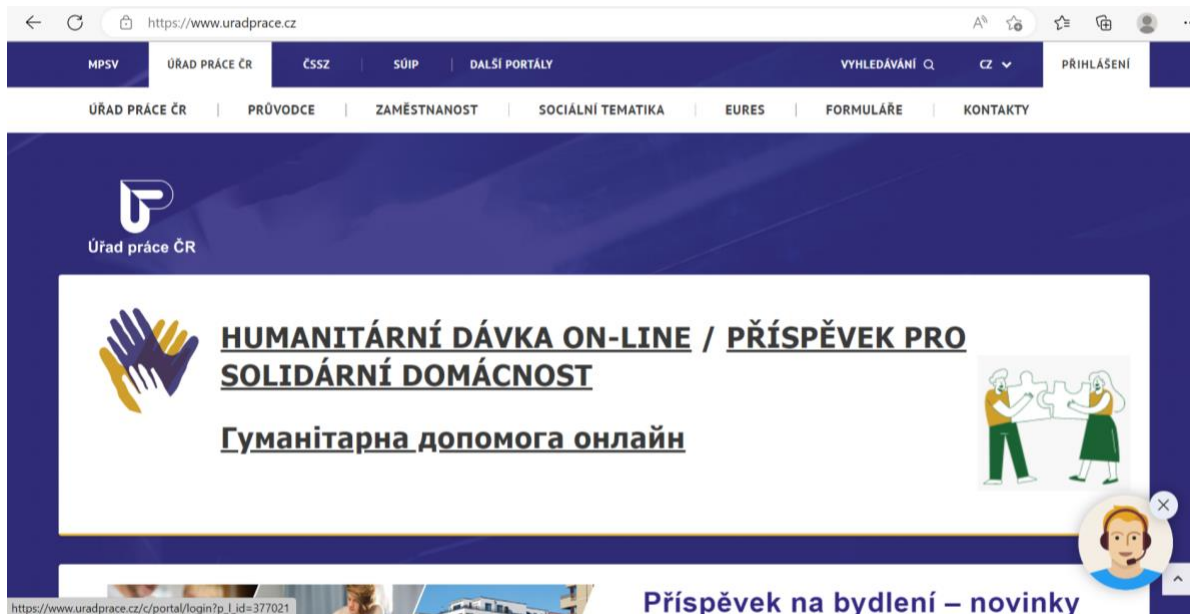 https://www.uradprace.cz
MPSV ÚŘAD PRÁCE ČR ČSSZ SÚIP DALŠÍ PORTÁLY VYHLEDÁVÁNÍ CZ PŘIHLÁŠENÍ
ÚŘAD PRÁCE ČR PRŮVODCE ZAMĚSTNANOST SOCIÁLNÍ TEMATIKA EURES FORMULÁŘE KONTAKTY
Úřad práce ČR
HUMANITÁRNÍ DÁVKA ON-LINE / PŘÍSPĚVEK PRO
SOLIDÁRNÍ DOMÁCNOST
Гуманітарна допомога онлайн
Příspěvek na bydlení – novinky
https://www.uradprace.cz/c/portal/login?p_l_id=377021